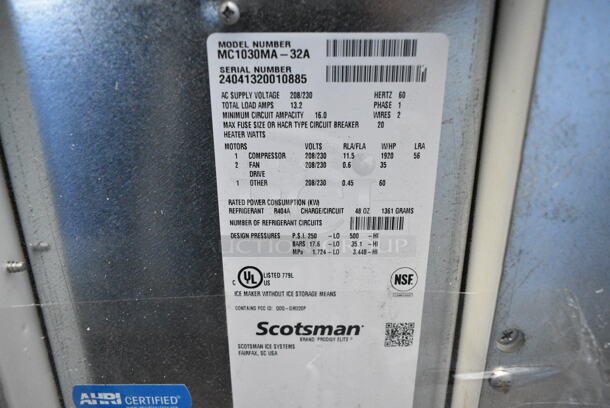 MODEL NUMBER
MC1030MA-32A
SERIAL NUMBER
24041320010885
AC SUPPLY VOLTAGE 208/230 HERTZ 60
TOTAL LOAD AMPS 13.2 PHASE 1
MINIMUM CIRCUIT AMPACITY 16.0 WIRES 2
MAX FUSE SIZE OR HACR TYPE CIRCUIT BREAKER 20
HEATER WATTS
MOTORS VOLTS RLA/FLA W/HP LRA
1 COMPRESSOR 208/230 11.5 1920 56
2 FAN 208/230 0.6 35
DRIVE
1 OTHER 208/230 0.45 60
RATED POWER CONSUMPTION (KW)
REFRIGERANT R404A CHARGE/CIRCUIT 48 OZ 1361 GRAMS
NUMBER OF REFRIGERANT CIRCUITS
DESIGN PRESSURES P.S.I. 250 -LO 500 -HI
BARS 17.6 -LO 35.1 -HI
MPa 1.724-LO 3.448-HI
C UL US LISTED 779L
NSF
ICE MAKER WITHOUT ICE STORAGE MEANS
Scotsman
BRAND PRODIGY ELITE
SCOTSMAN ICE SYSTEMS
FAIRFAX, SC USA
AHRI CERTIFIED